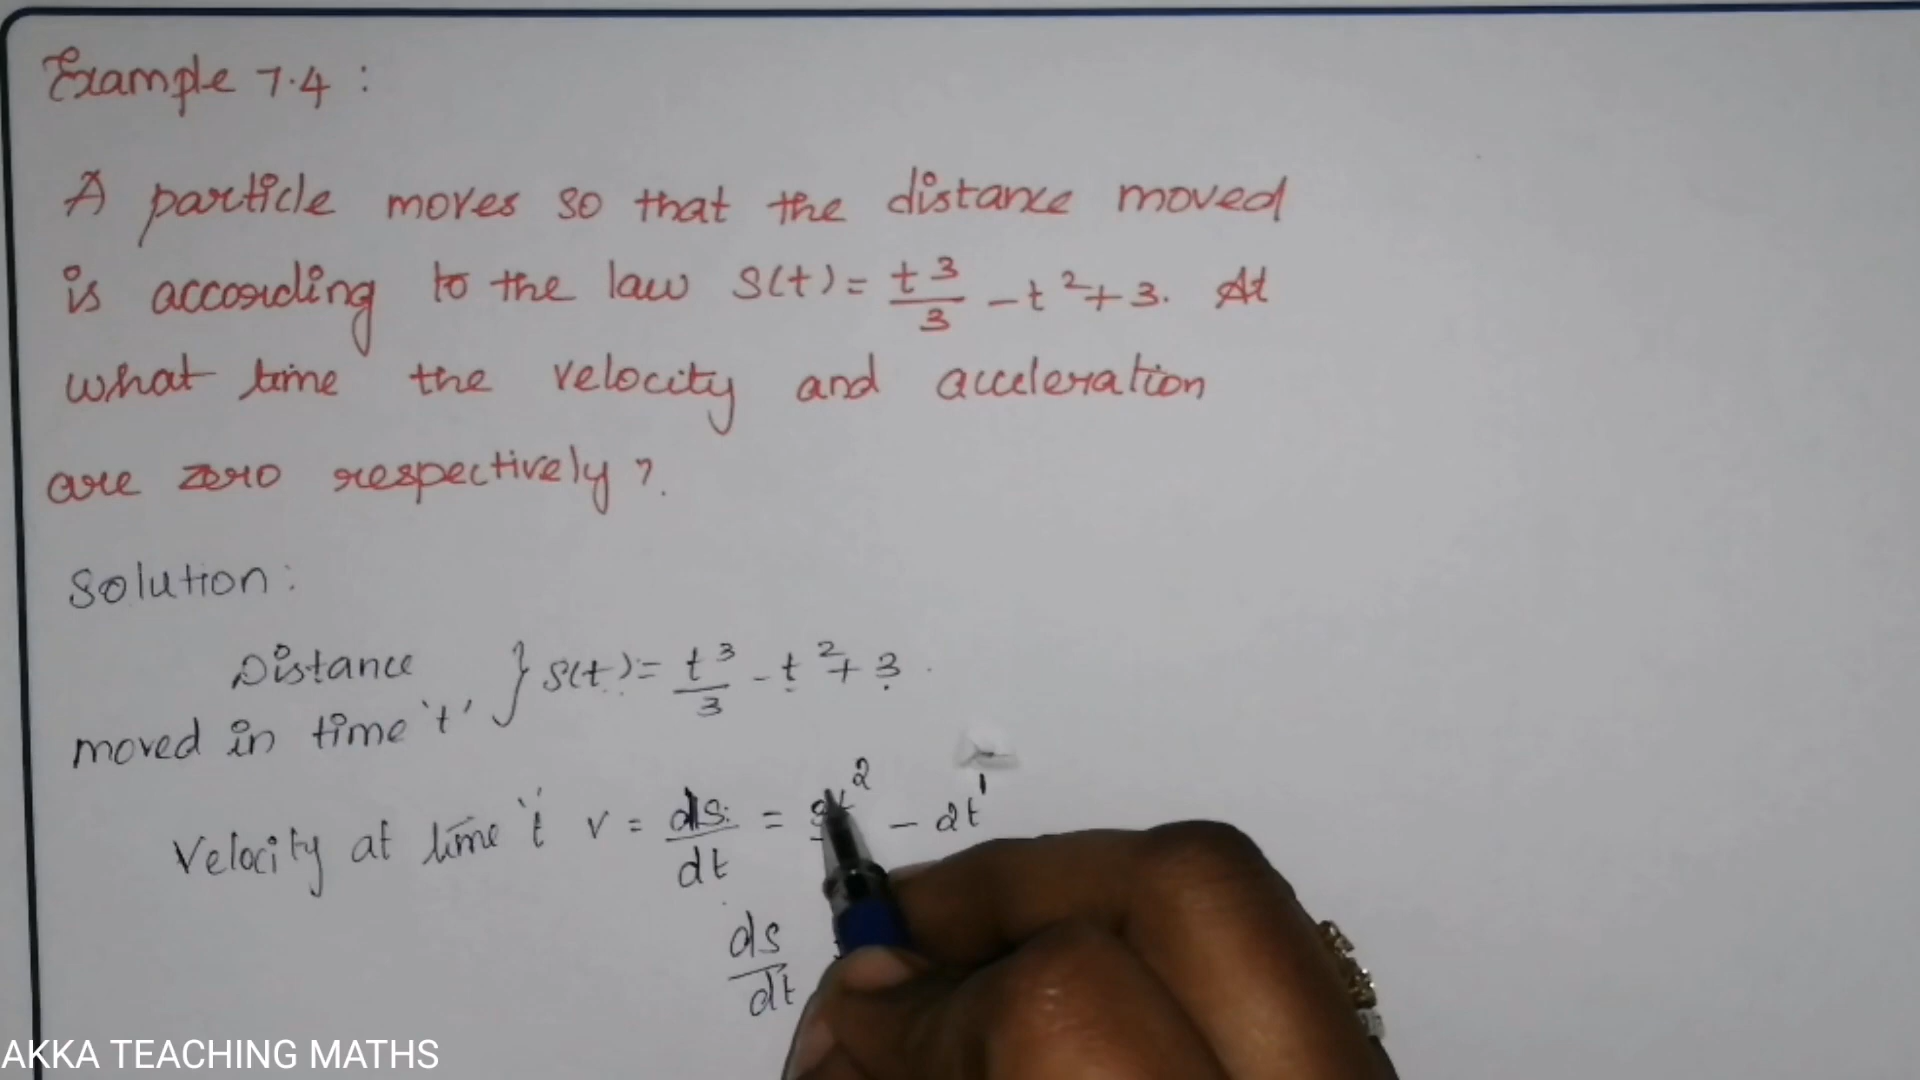 Example 7.4 :
A particle moves so that the distance moved
is according to the law S(t) = t³/3 - t² + 3. At
what time the velocity and acceleration
are zero respectively ?
Solution :
Distance
moved in time 't' } S(t) = t³/3 - t² + 3
Velocity at time 't' v = ds/dt = 3t² - 2t¹
ds/dt
AKKA TEACHING MATHS